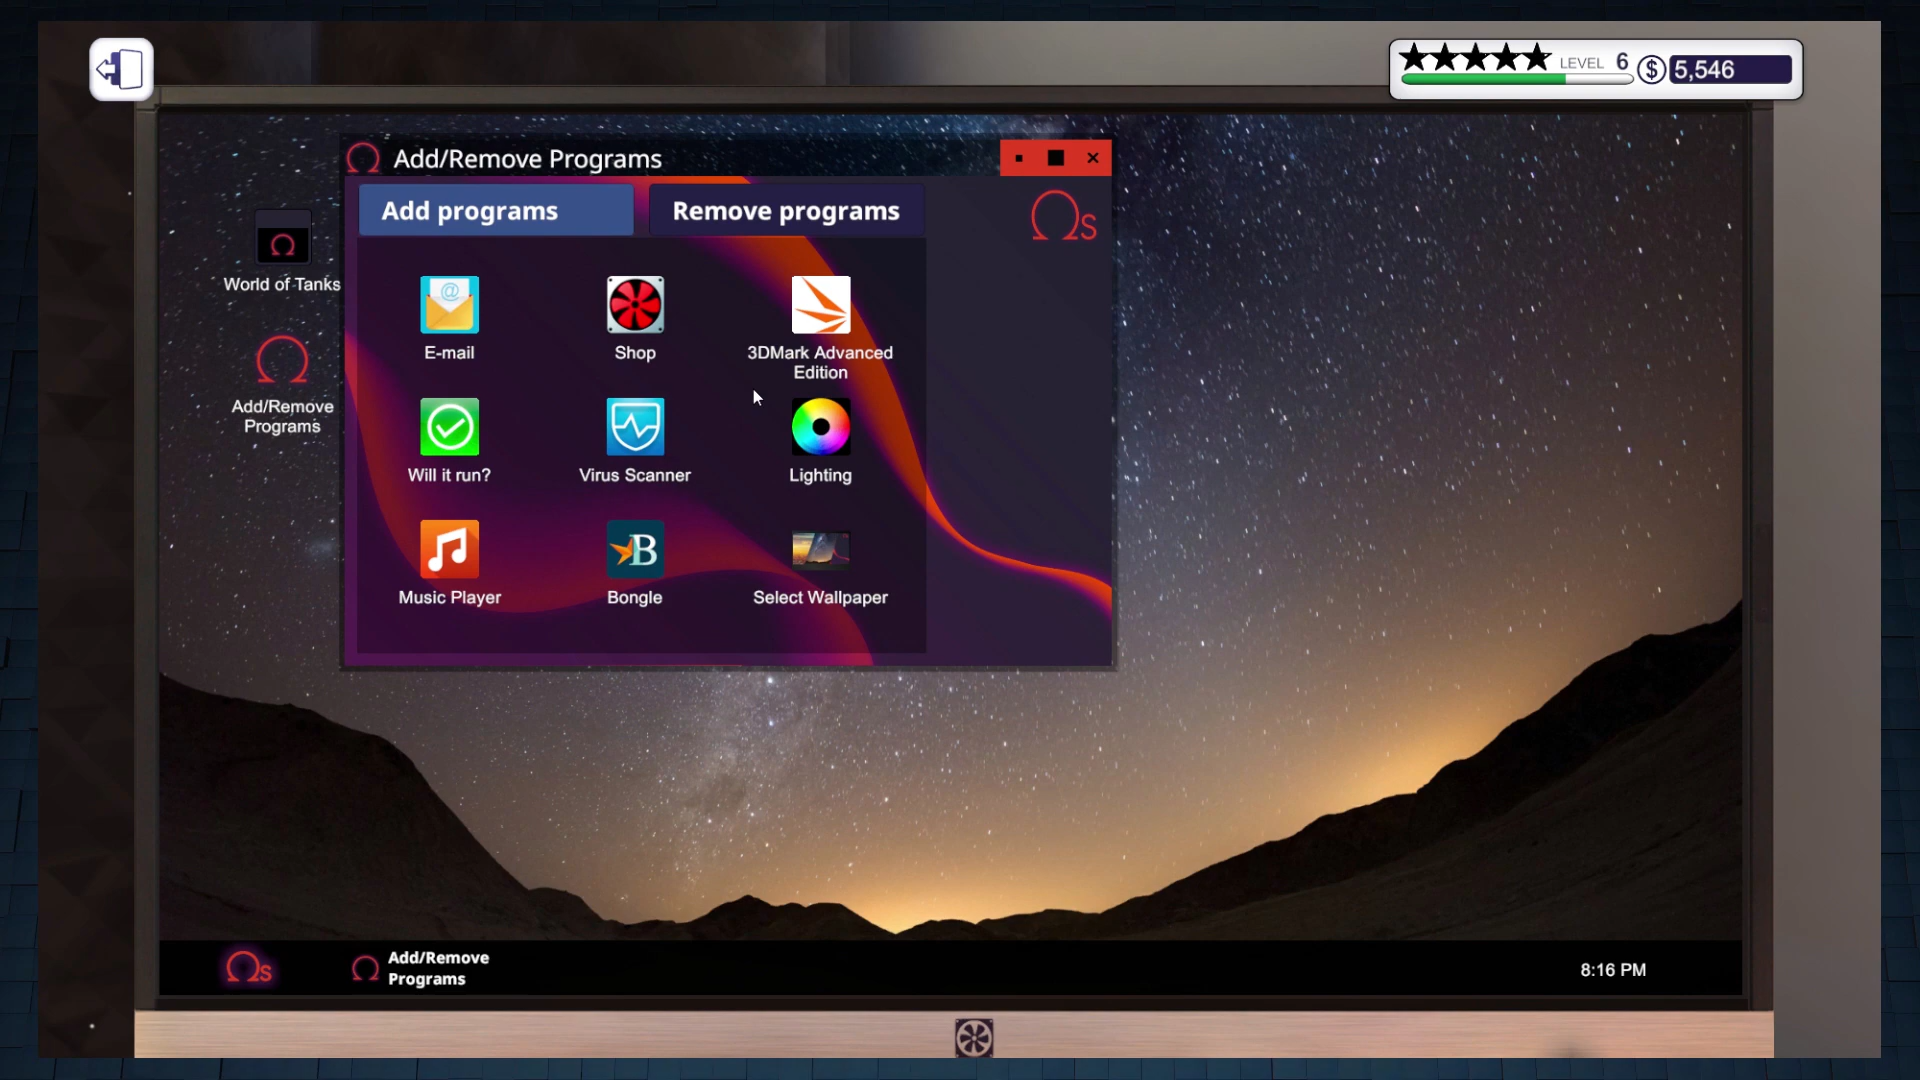 LEVEL 6 $ 5,546
Add/Remove Programs
Add programs
Remove programs
Ωs
World of Tanks
Add/Remove
Programs
E-mail
Shop
3DMark Advanced
Edition
Will it run?
Virus Scanner
Lighting
Music Player
B
Bongle
Select Wallpaper
Ωs
Add/Remove
Programs
8:16 PM